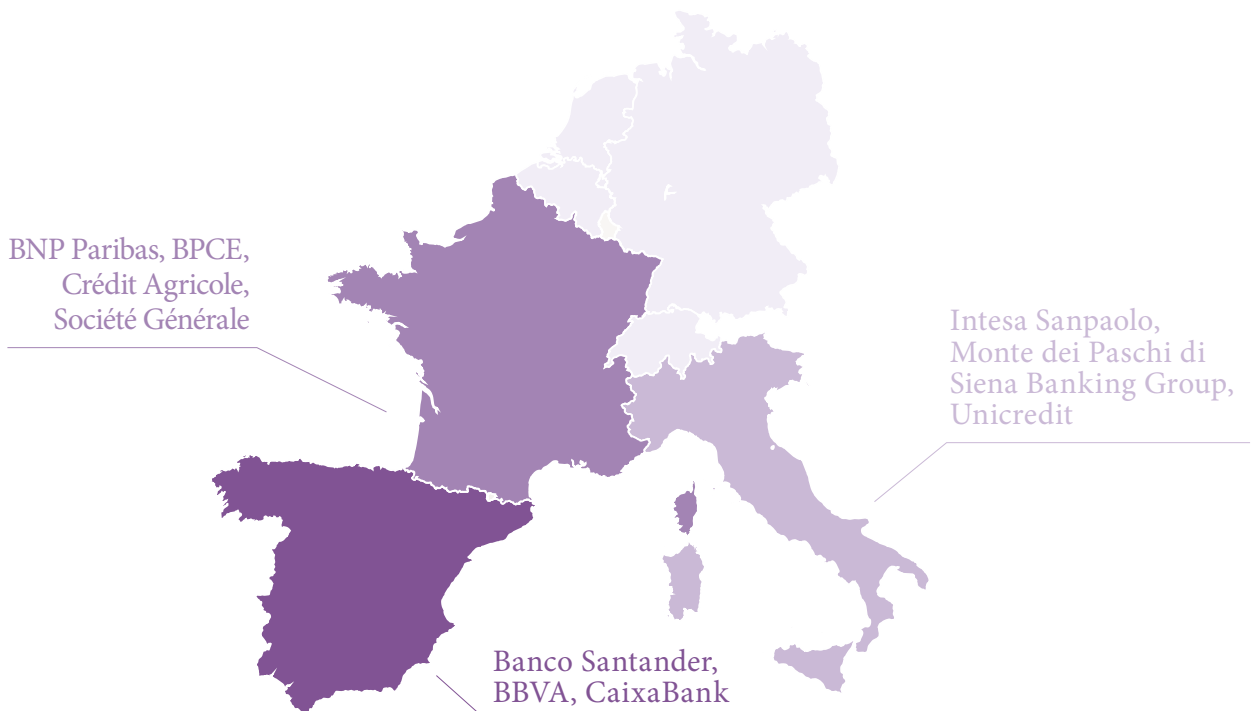 BNP Paribas, BPCE,
Crédit Agricole,
Société Générale
Intesa Sanpaolo,
Monte dei Paschi di
Siena Banking Group,
Unicredit
Banco Santander,
BBVA, CaixaBank